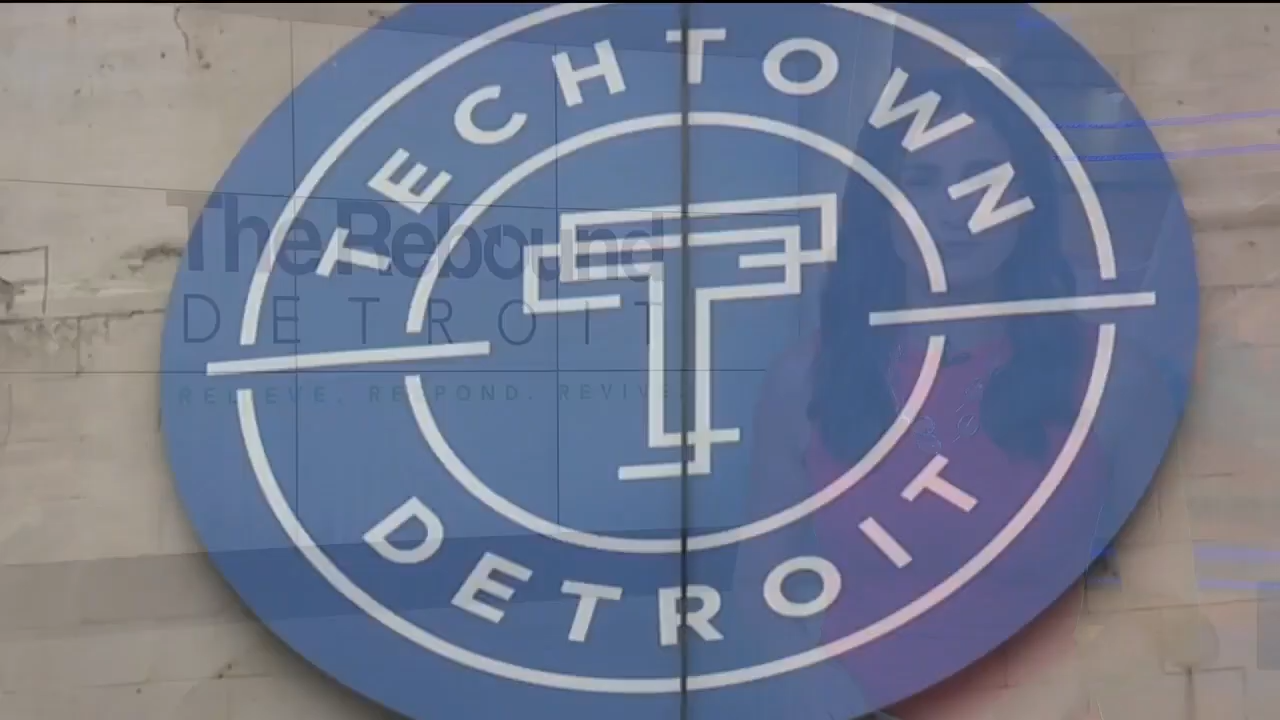 TECHTOWN
The Rebound
DETROIT
RELIEVE. RESPOND. REVIVE.
DETROIT